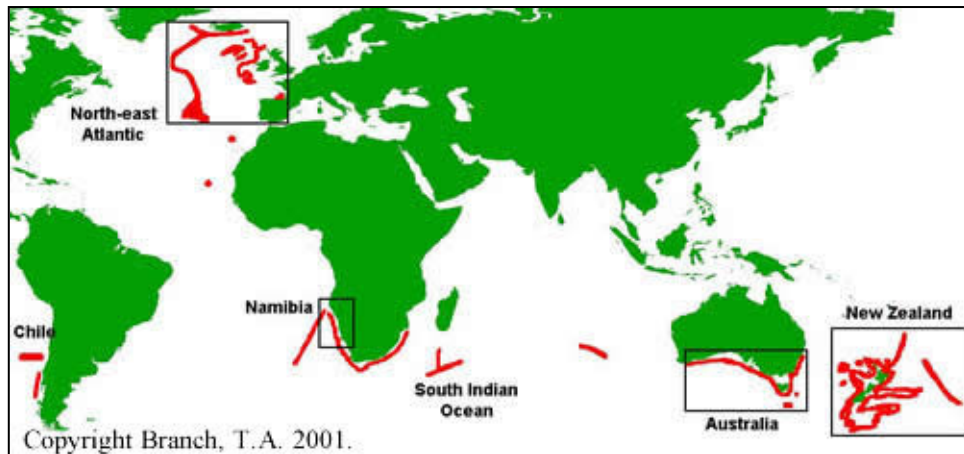 North-east
Atlantic
Namibia
Chile
New Zealand
South Indian
Ocean
Australia
Copyright Branch, T.A. 2001.